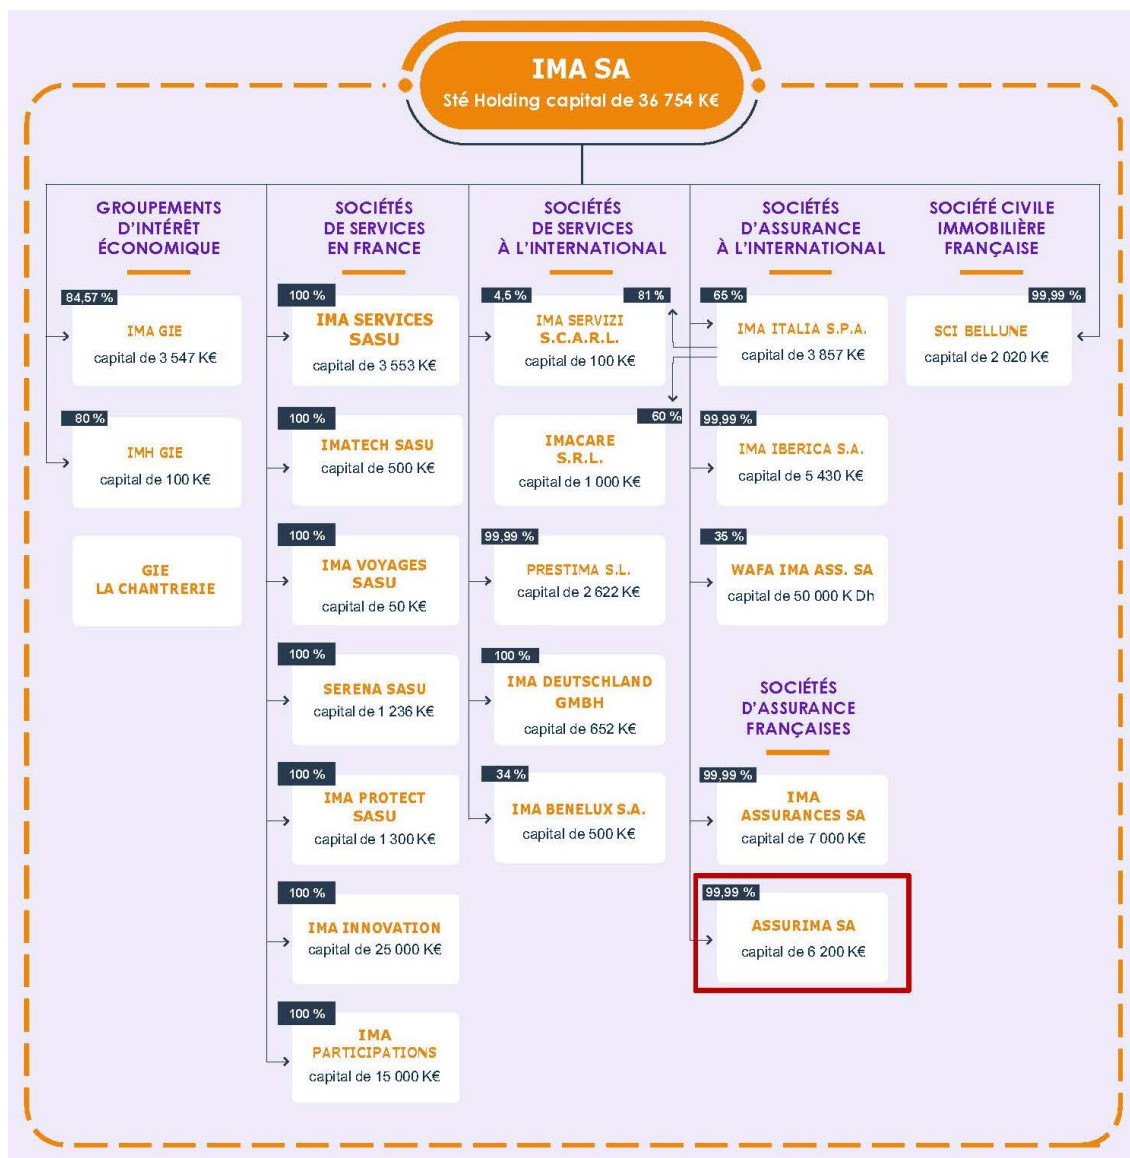 IMA SA
Sté Holding capital de 36 754 K€
GROUPEMENTS
D'INTÉRÊT
ÉCONOMIQUE
84,57 %
IMA GIE
capital de 3 547 K€
80 %
IMH GIE
capital de 100 K€
GIE
LA CHANTRERIE
SOCIÉTÉS
DE SERVICES
EN FRANCE
100 %
IMA SERVICES
SASU
capital de 3 553 K€
100 %
IMATECH SASU
capital de 500 K€
100 %
IMA VOYAGES
SASU
capital de 50 K€
100 %
SERENA SASU
capital de 1 236 K€
100 %
IMA PROTECT
SASU
capital de 1 300 K€
100 %
IMA INNOVATION
capital de 25 000 K€
100 %
IMA
PARTICIPATIONS
capital de 15 000 K€
SOCIÉTÉS
DE SERVICES
À L'INTERNATIONAL
4,5 % 81 %
IMA SERVIZI
S.C.A.R.L.
capital de 100 K€
60 %
IMACARE
S.R.L.
capital de 1 000 K€
99,99 %
PRESTIMA S.L.
capital de 2 622 K€
100 %
IMA DEUTSCHLAND
GMBH
capital de 652 K€
34 %
IMA BENELUX S.A.
capital de 500 K€
SOCIÉTÉS
D'ASSURANCE
À L'INTERNATIONAL
65 %
IMA ITALIA S.P.A.
capital de 3 857 K€
99,99 %
IMA IBERICA S.A.
capital de 5 430 K€
35 %
WAFA IMA ASS. SA
capital de 50 000 K Dh
SOCIÉTÉS
D'ASSURANCE
FRANÇAISES
99,99 %
IMA
ASSURANCES SA
capital de 7 000 K€
99,99 %
ASSURIMA SA
capital de 6 200 K€
SOCIÉTÉ CIVILE
IMMOBILIÈRE
FRANÇAISE
99,99 %
SCI BELLUNE
capital de 2 020 K€